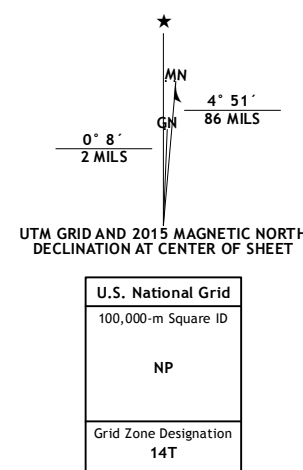 ★
MN
GN
4° 51´
86 MILS
0° 8´
2 MILS
UTM GRID AND 2015 MAGNETIC NORTH
DECLINATION AT CENTER OF SHEET
U.S. National Grid
100,000-m Square ID
NP
Grid Zone Designation
14T